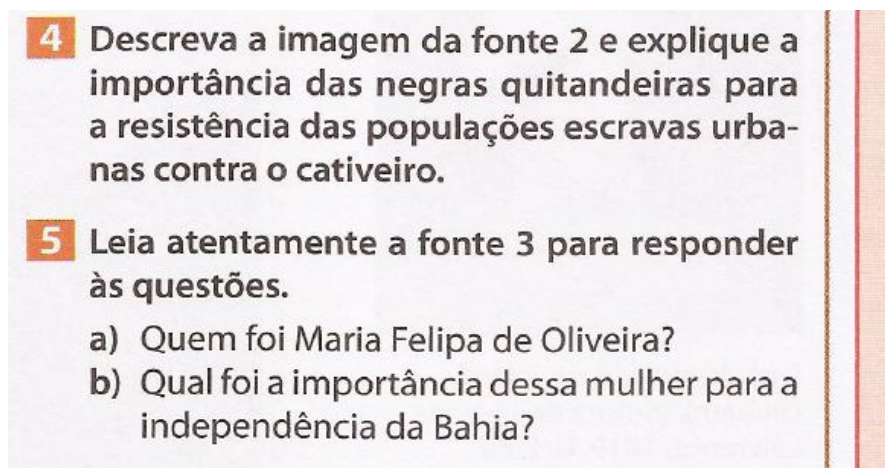 4 Descreva a imagem da fonte 2 e explique a
importância das negras quitandeiras para
a resistência das populações escravas urba-
nas contra o cativeiro.
5 Leia atentamente a fonte 3 para responder
às questões.
a) Quem foi Maria Felipa de Oliveira?
b) Qual foi a importância dessa mulher para a
independência da Bahia?